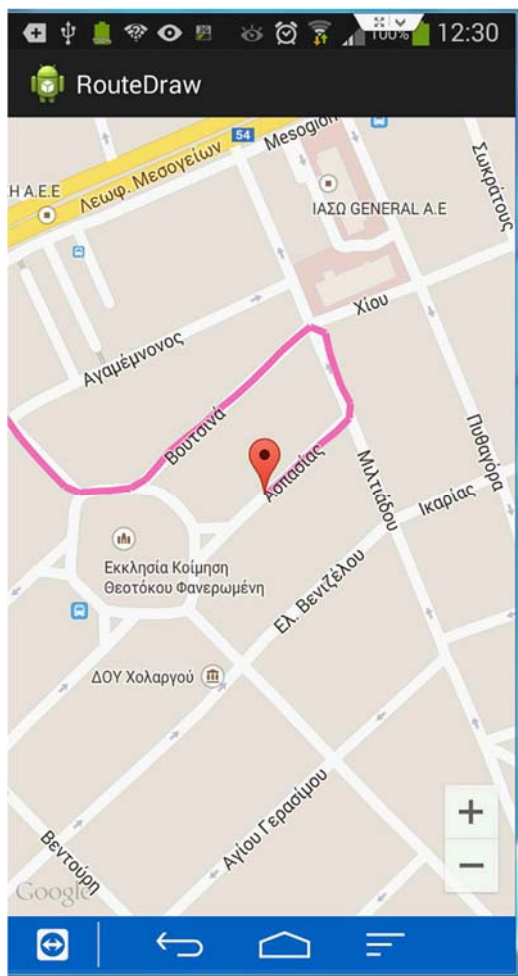 100% 12:30
RouteDraw
54
Mesogion
Λεωφ. Μεσογείων
Η Α.Ε.Ε
ΙΑΣΩ GENERAL Α.Ε
Σωκράτους
Χίου
Αγαμέμνονος
Βουτσινά
Ασπασίας
Μιλτιάδου
Πυθαγόρα
Ικαρίας
Εκκλησία Κοίμηση
Θεοτόκου Φανερωμένη
Ελ. Βενιζέλου
ΔΟΥ Χολαργού
Αγίου Γερασίμου
Βεντούρη
Google
+
−